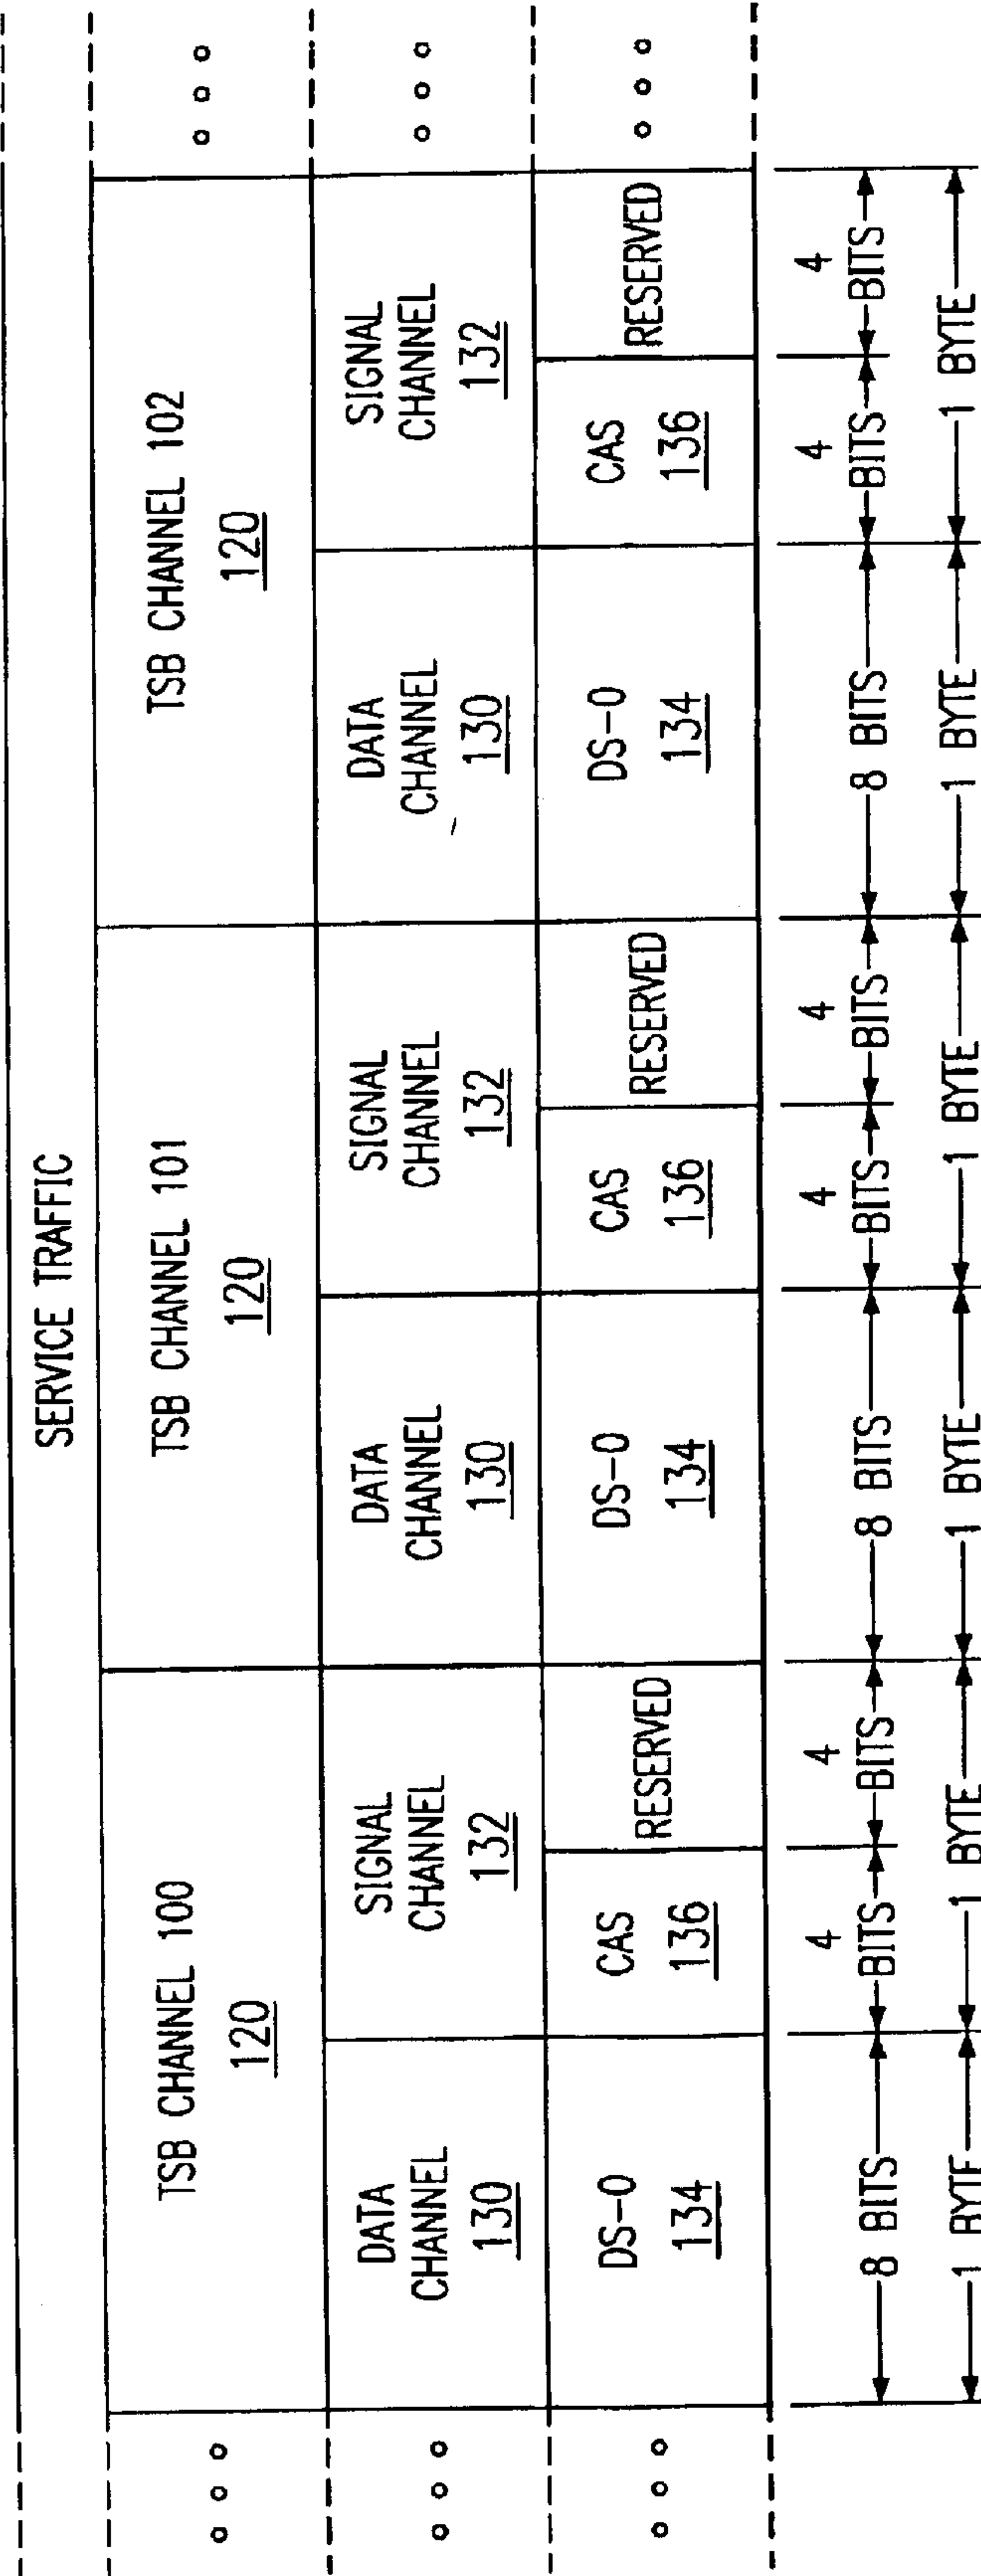 SERVICE TRAFFIC
TSB CHANNEL 100
120
TSB CHANNEL 101
120
TSB CHANNEL 102
120
DATA
CHANNEL
130
SIGNAL
CHANNEL
132
DATA
CHANNEL
130
SIGNAL
CHANNEL
132
DATA
CHANNEL
130
SIGNAL
CHANNEL
132
DS-0
134
CAS
136
RESERVED
DS-0
134
CAS
136
RESERVED
DS-0
134
CAS
136
RESERVED
8 BITS
4
BITS
4
BITS
8 BITS
4
BITS
4
BITS
8 BITS
4
BITS
4
BITS
1 BYTE
1 BYTE
1 BYTE
1 BYTE
1 BYTE
1 BYTE